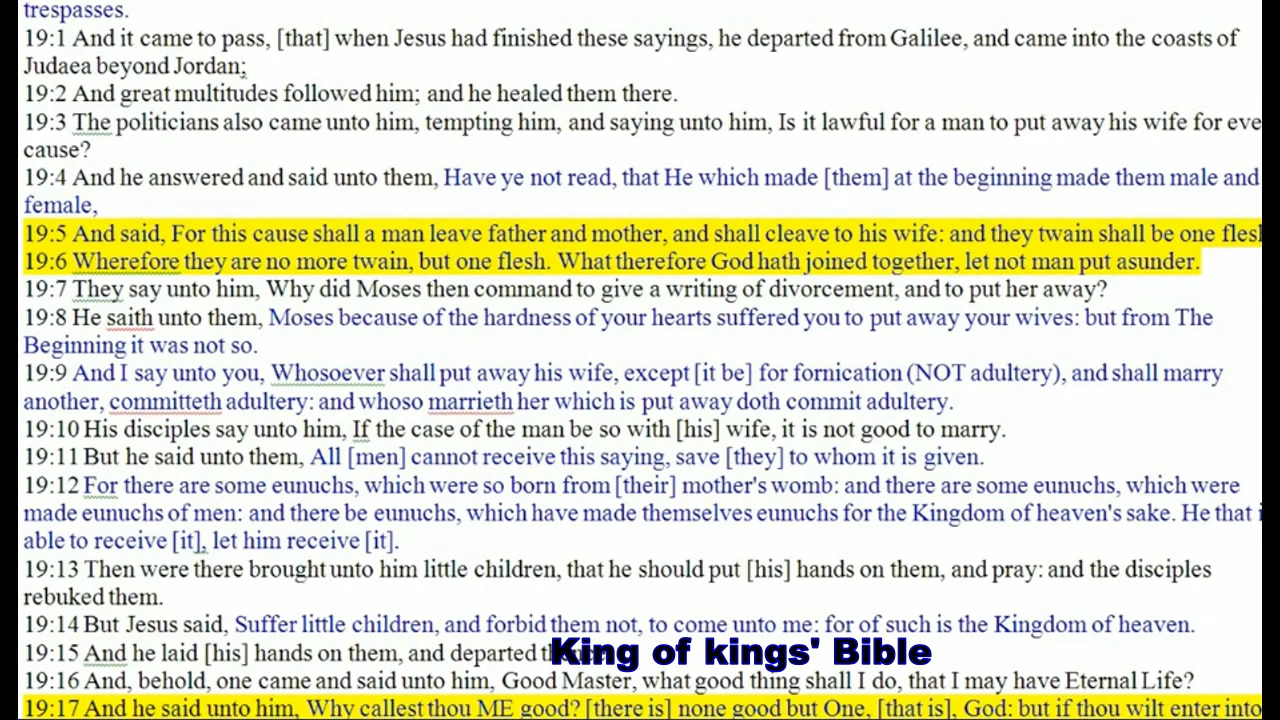 trespasses.
19:1 And it came to pass, [that] when Jesus had finished these sayings, he departed from Galilee, and came into the coasts of
Judaea beyond Jordan;
19:2 And great multitudes followed him; and he healed them there.
19:3 The politicians also came unto him, tempting him, and saying unto him, Is it lawful for a man to put away his wife for eve
cause?
19:4 And he answered and said unto them, Have ye not read, that He which made [them] at the beginning made them male and
female,
19:5 And said, For this cause shall a man leave father and mother, and shall cleave to his wife: and they twain shall be one flesh
19:6 Wherefore they are no more twain, but one flesh. What therefore God hath joined together, let not man put asunder.
19:7 They say unto him, Why did Moses then command to give a writing of divorcement, and to put her away?
19:8 He saith unto them, Moses because of the hardness of your hearts suffered you to put away your wives: but from The
Beginning it was not so.
19:9 And I say unto you, Whosoever shall put away his wife, except [it be] for fornication (NOT adultery), and shall marry
another, committeth adultery: and whoso marrieth her which is put away doth commit adultery.
19:10 His disciples say unto him, If the case of the man be so with [his] wife, it is not good to marry.
19:11 But he said unto them, All [men] cannot receive this saying, save [they] to whom it is given.
19:12 For there are some eunuchs, which were so born from [their] mother's womb: and there are some eunuchs, which were
made eunuchs of men: and there be eunuchs, which have made themselves eunuchs for the Kingdom of heaven's sake. He that i
able to receive [it], let him receive [it].
19:13 Then were there brought unto him little children, that he should put [his] hands on them, and pray: and the disciples
rebuked them.
19:14 But Jesus said, Suffer little children, and forbid them not, to come unto me: for of such is the Kingdom of heaven.
19:15 And he laid [his] hands on them, and departed
King of kings' Bible
19:16 And, behold, one came and said unto him, Good Master, what good thing shall I do, that I may have Eternal Life?
19:17 And he said unto him, Why callest thou ME good? [there is] none good but One, [that is], God: but if thou wilt enter into